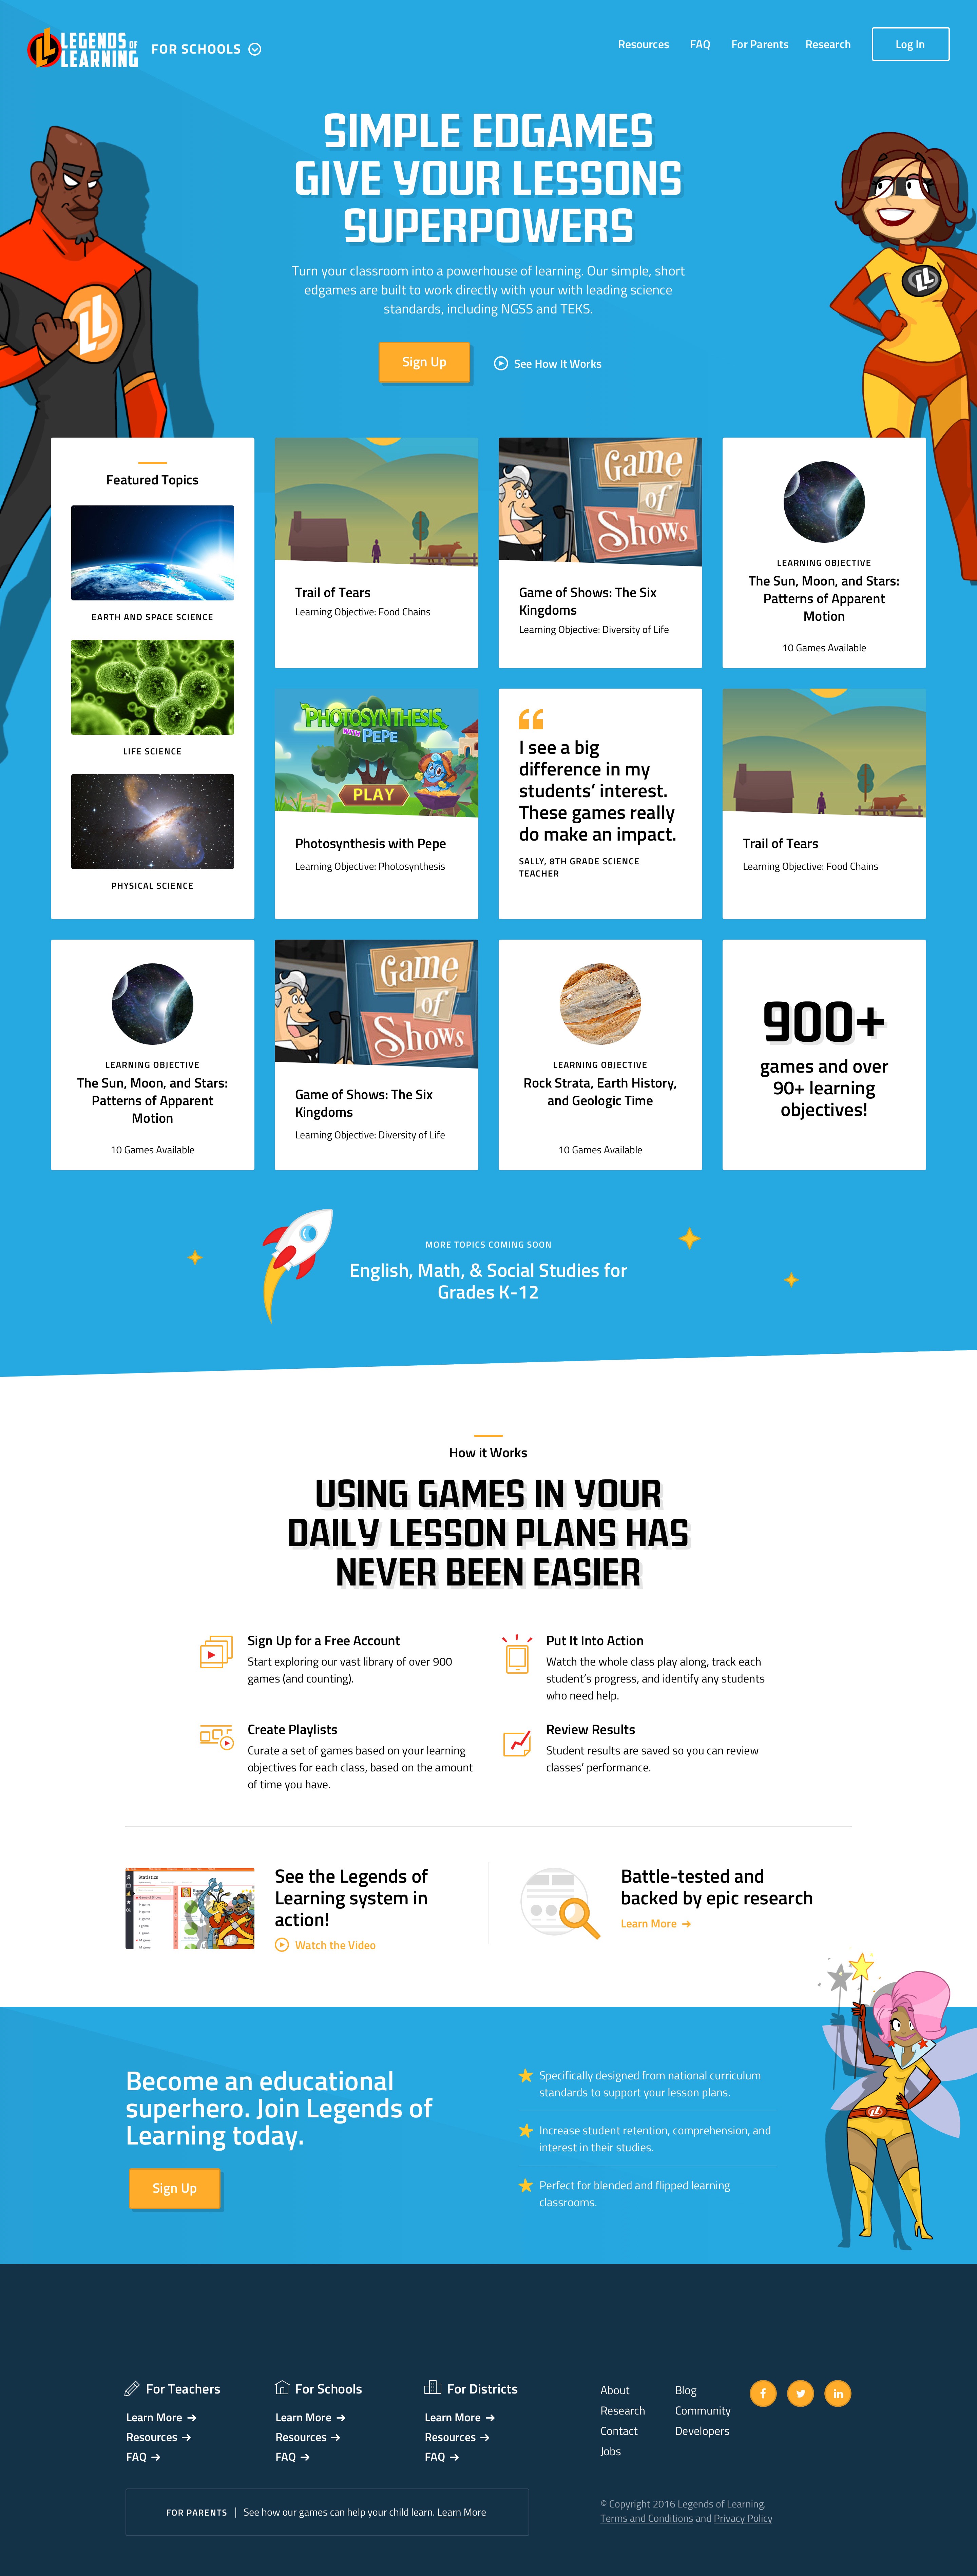 LEGENDS OF
LEARNING
FOR SCHOOLS
Resources FAQ For Parents Research Log In
SIMPLE EDGAMES
GIVE YOUR LESSONS
SUPERPOWERS
Turn your classroom into a powerhouse of learning. Our simple, short
edgames are built to work directly with your with leading science
standards, including NGSS and TEKS.
Sign Up
See How It Works
Featured Topics
EARTH AND SPACE SCIENCE
LIFE SCIENCE
PHYSICAL SCIENCE
Trail of Tears
Learning Objective: Food Chains
Game
of
Shows
Game of Shows: The Six
Kingdoms
Learning Objective: Diversity of Life
LEARNING OBJECTIVE
The Sun, Moon, and Stars:
Patterns of Apparent
Motion
10 Games Available
PHOTOSYNTHESIS
WITH PEPE
PLAY
Photosynthesis with Pepe
Learning Objective: Photosynthesis
I see a big
difference in my
students’ interest.
These games really
do make an impact.
SALLY, 8TH GRADE SCIENCE
TEACHER
Trail of Tears
Learning Objective: Food Chains
LEARNING OBJECTIVE
The Sun, Moon, and Stars:
Patterns of Apparent
Motion
10 Games Available
Game
of
Shows
Game of Shows: The Six
Kingdoms
Learning Objective: Diversity of Life
LEARNING OBJECTIVE
Rock Strata, Earth History,
and Geologic Time
10 Games Available
900+
games and over
90+ learning
objectives!
MORE TOPICS COMING SOON
English, Math, & Social Studies for
Grades K-12
How it Works
USING GAMES IN YOUR
DAILY LESSON PLANS HAS
NEVER BEEN EASIER
Sign Up for a Free Account
Start exploring our vast library of over 900
games (and counting).
Put It Into Action
Watch the whole class play along, track each
student’s progress, and identify any students
who need help.
Create Playlists
Curate a set of games based on your learning
objectives for each class, based on the amount
of time you have.
Review Results
Student results are saved so you can review
classes’ performance.
Statistics
See the Legends of
Learning system in
action!
Watch the Video
Battle-tested and
backed by epic research
Learn More
Become an educational
superhero. Join Legends of
Learning today.
Sign Up
Specifically designed from national curriculum
standards to support your lesson plans.
Increase student retention, comprehension, and
interest in their studies.
Perfect for blended and flipped learning
classrooms.
For Teachers
Learn More
Resources
FAQ
For Schools
Learn More
Resources
FAQ
For Districts
Learn More
Resources
FAQ
About
Research
Contact
Jobs
Blog
Community
Developers
FOR PARENTS | See how our games can help your child learn. Learn More
© Copyright 2016 Legends of Learning.
Terms and Conditions and Privacy Policy